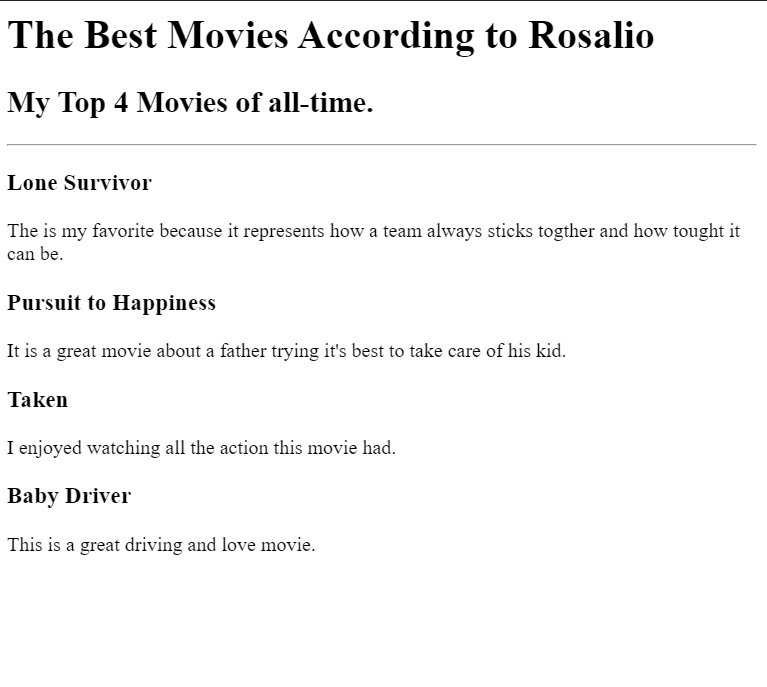 The Best Movies According to Rosalio
My Top 4 Movies of all-time.
Lone Survivor
The is my favorite because it represents how a team always sticks togther and how tought it
can be.
Pursuit to Happiness
It is a great movie about a father trying it's best to take care of his kid.
Taken
I enjoyed watching all the action this movie had.
Baby Driver
This is a great driving and love movie.